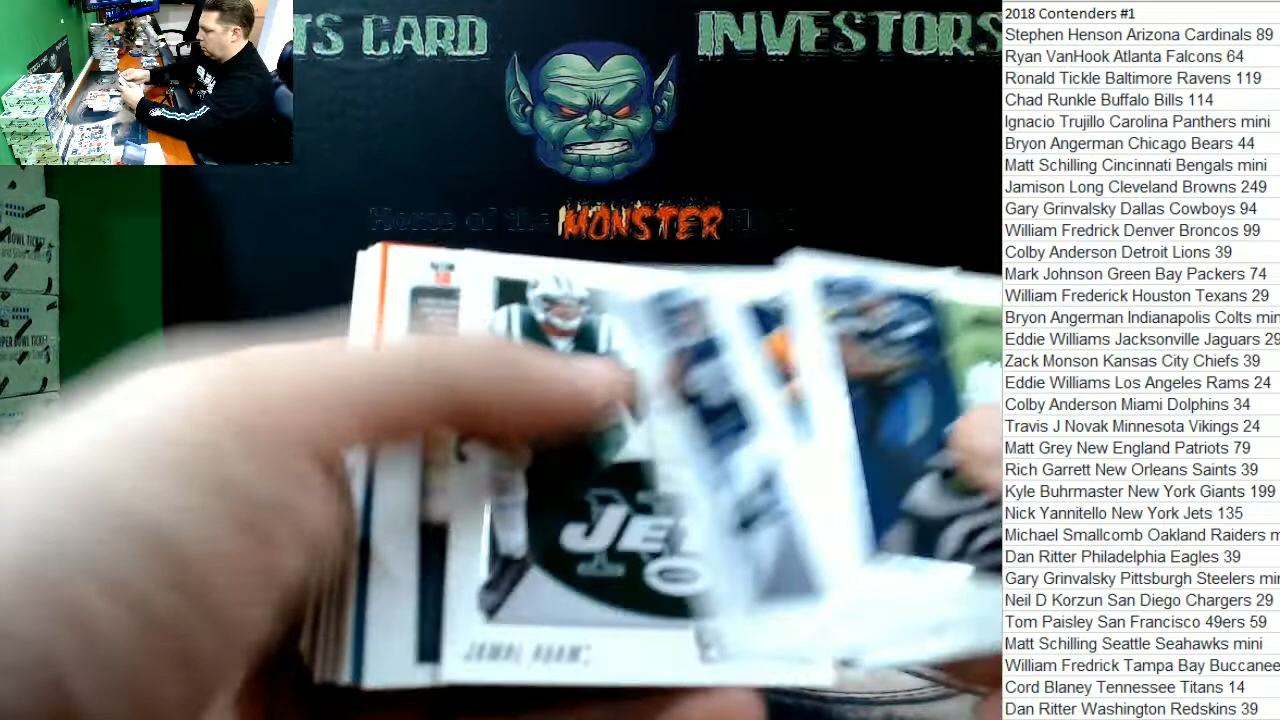 TS CARD
INVESTORS
Home of the MONSTER
JAMAL ADAMS
2018 Contenders #1
Stephen Henson Arizona Cardinals 89
Ryan VanHook Atlanta Falcons 64
Ronald Tickle Baltimore Ravens 119
Chad Runkle Buffalo Bills 114
Ignacio Trujillo Carolina Panthers mini
Bryon Angerman Chicago Bears 44
Matt Schilling Cincinnati Bengals mini
Jamison Long Cleveland Browns 249
Gary Grinvalsky Dallas Cowboys 94
William Fredrick Denver Broncos 99
Colby Anderson Detroit Lions 39
Mark Johnson Green Bay Packers 74
William Frederick Houston Texans 29
Bryon Angerman Indianapolis Colts min
Eddie Williams Jacksonville Jaguars 29
Zack Monson Kansas City Chiefs 39
Eddie Williams Los Angeles Rams 24
Colby Anderson Miami Dolphins 34
Travis J Novak Minnesota Vikings 24
Matt Grey New England Patriots 79
Rich Garrett New Orleans Saints 39
Kyle Buhrmaster New York Giants 199
Nick Yannitello New York Jets 135
Michael Smallcomb Oakland Raiders m
Dan Ritter Philadelphia Eagles 39
Gary Grinvalsky Pittsburgh Steelers min
Neil D Korzun San Diego Chargers 29
Tom Paisley San Francisco 49ers 59
Matt Schilling Seattle Seahawks mini
William Fredrick Tampa Bay Buccanee
Cord Blaney Tennessee Titans 14
Dan Ritter Washington Redskins 39